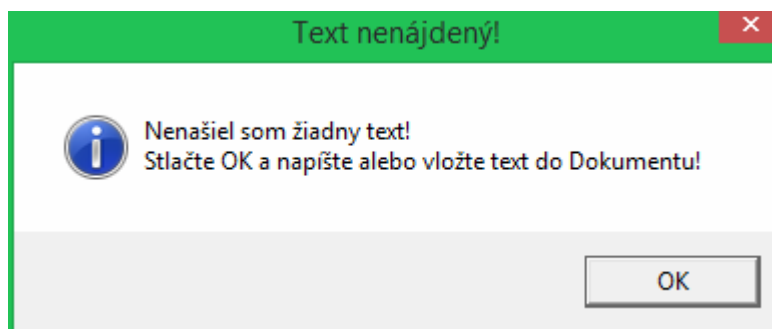 Text nenájdený!
Nenašiel som žiadny text!
Stlačte OK a napíšte alebo vložte text do Dokumentu!
OK